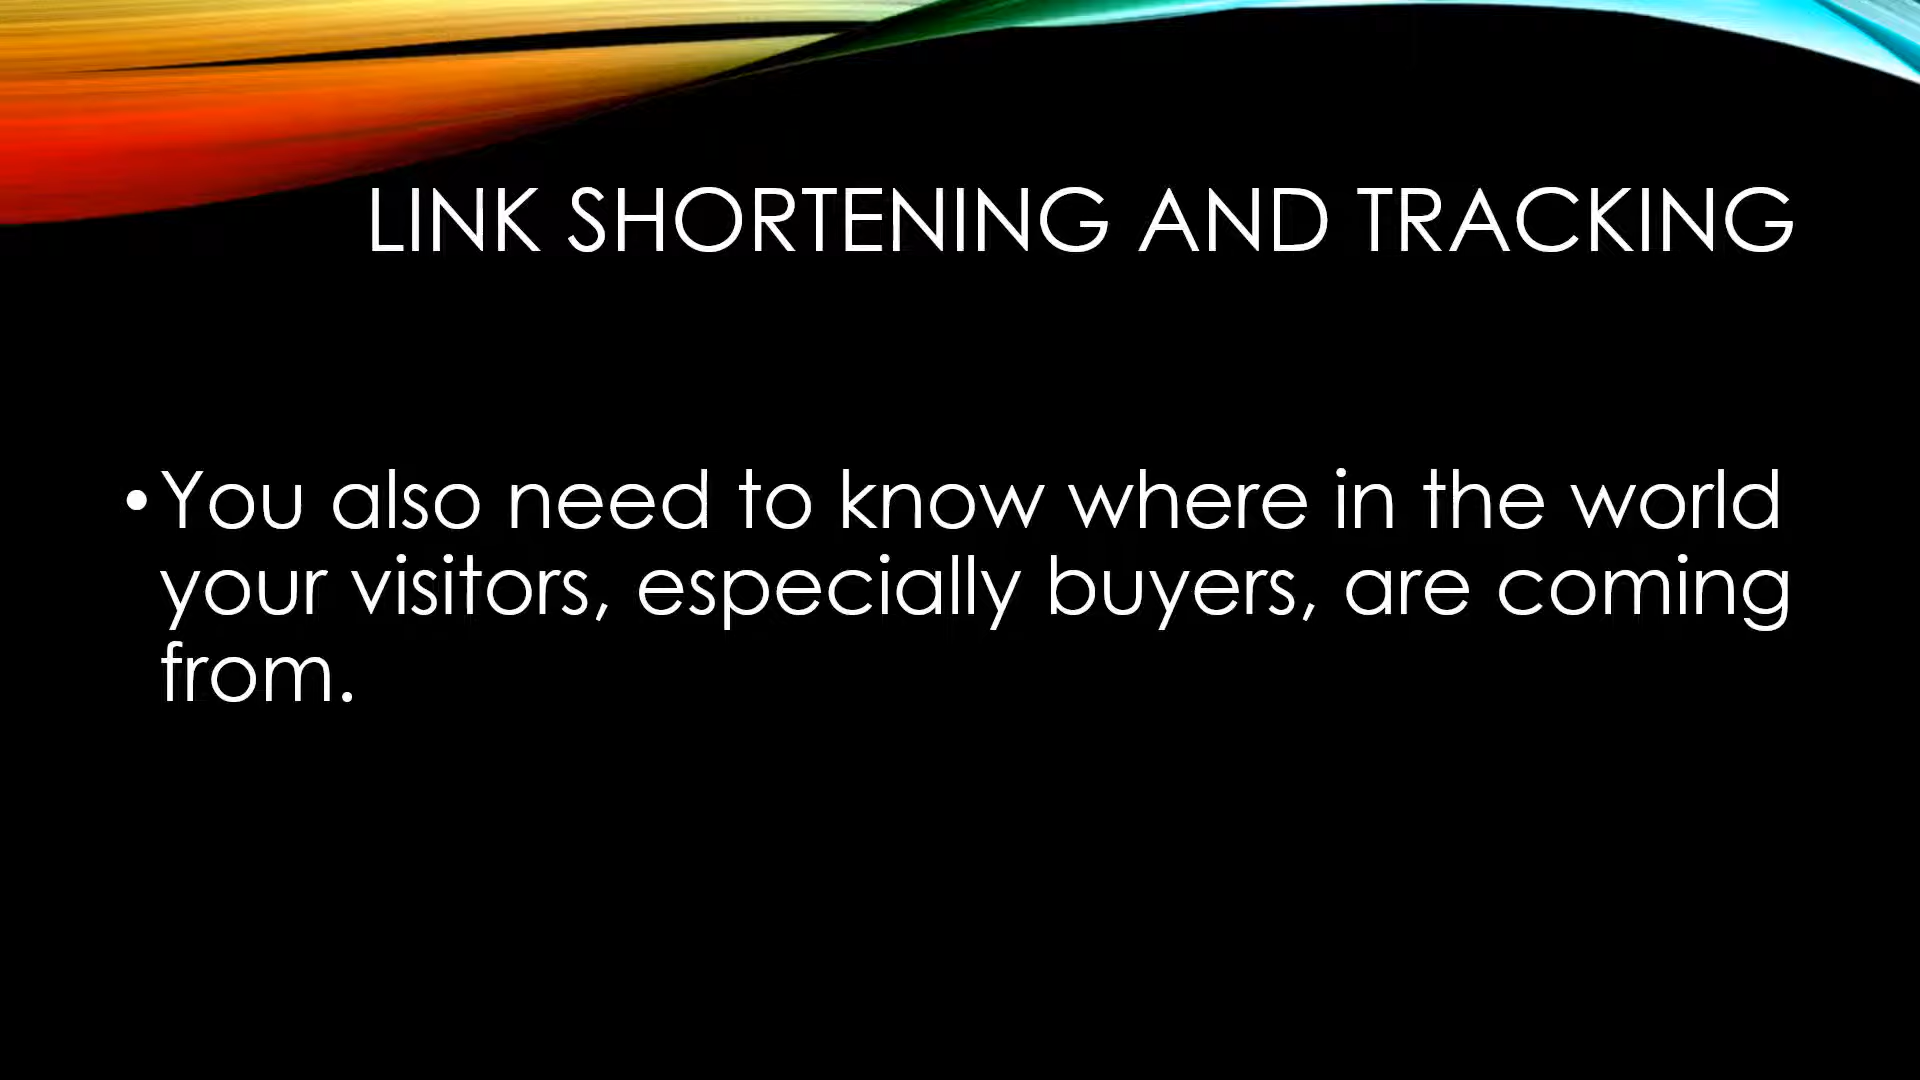 LINK SHORTENING AND TRACKING
•You also need to know where in the world
your visitors, especially buyers, are coming
from.